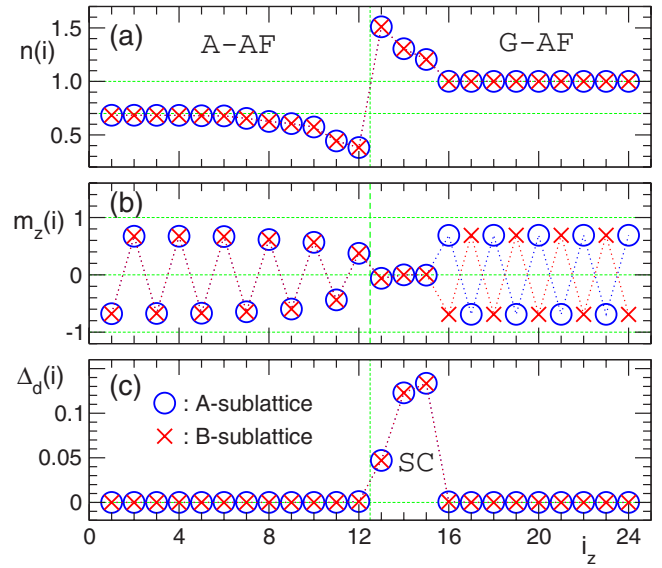 (a) A-AF G-AF
n(i)
1.5
1.0
0.5
(b)
m_z(i)
1
0
-1
(c)
Δ_d(i)
0.1
0.05
0
○ : A-sublattice
× : B-sublattice
SC
0 4 8 12 16 20 24
i_z